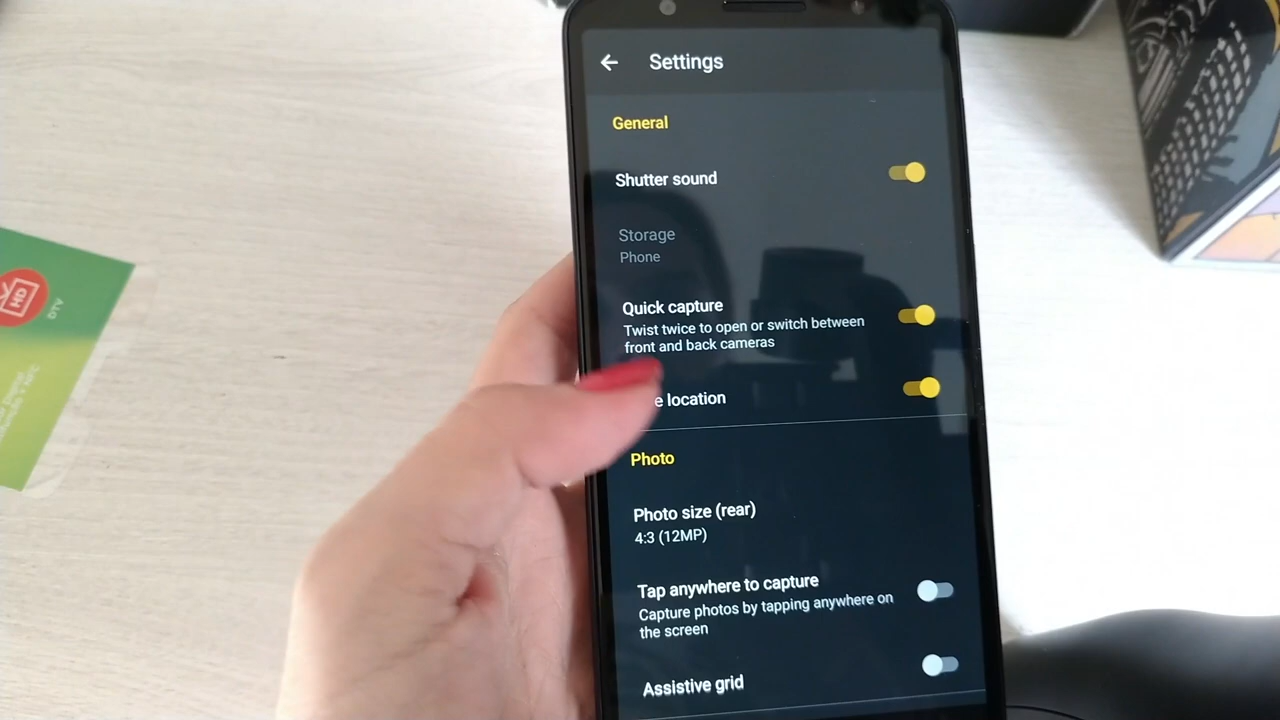 Settings
General
Shutter sound
Storage
Phone
Quick capture
Twist twice to open or switch between
front and back cameras
location
Photo
Photo size (rear)
4:3 (12MP)
Tap anywhere to capture
Capture photos by tapping anywhere on
the screen
Assistive grid
HD
DTV